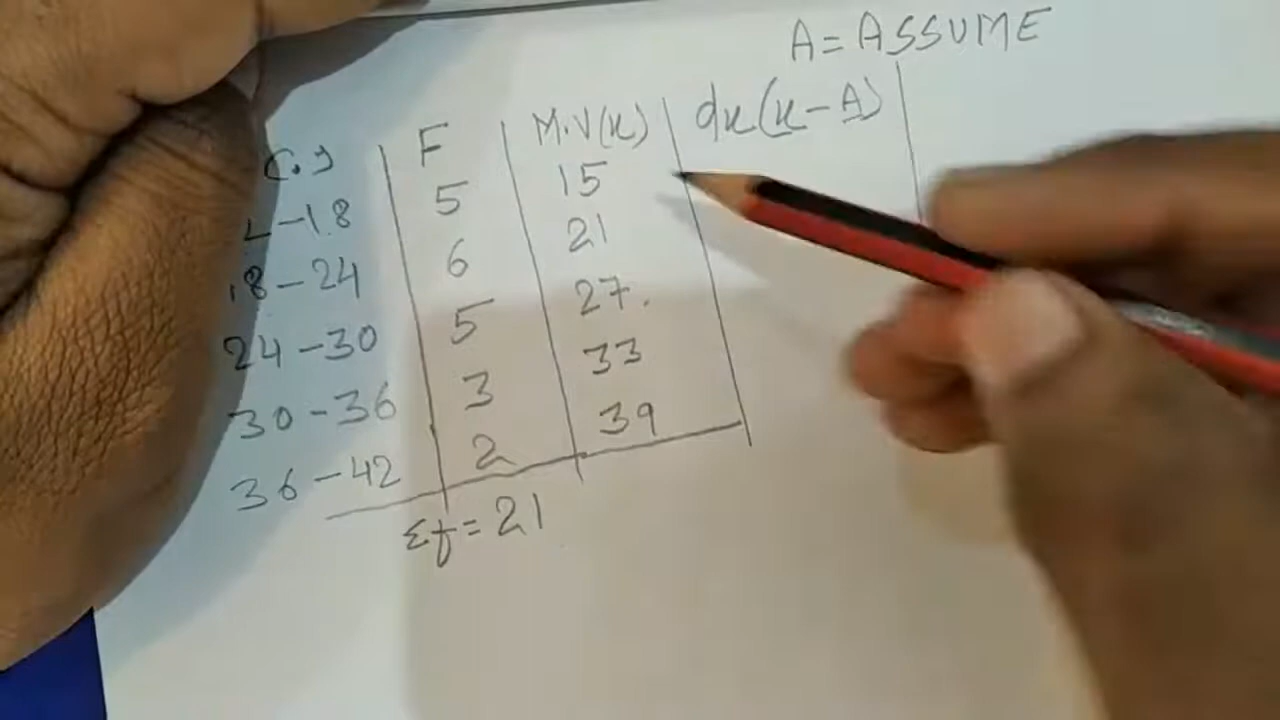 A = ASSUME
C.I F M.V(x) dx(x-A)
-18 5 15
18-24 6 21
24-30 5 27.
30-36 3 33
36-42 2 39
Σf = 21